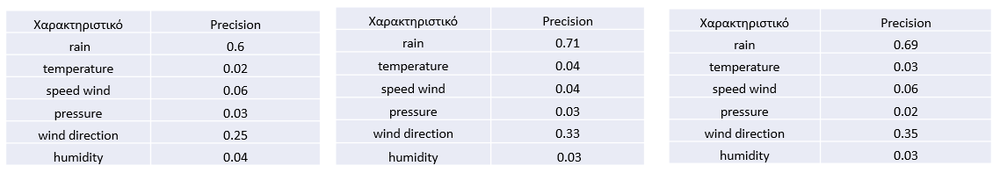 Χαρακτηριστικό Precision
rain 0.6
temperature 0.02
speed wind 0.06
pressure 0.03
wind direction 0.25
humidity 0.04
Χαρακτηριστικό Precision
rain 0.71
temperature 0.04
speed wind 0.04
pressure 0.03
wind direction 0.33
humidity 0.03
Χαρακτηριστικό Precision
rain 0.69
temperature 0.03
speed wind 0.06
pressure 0.02
wind direction 0.35
humidity 0.03